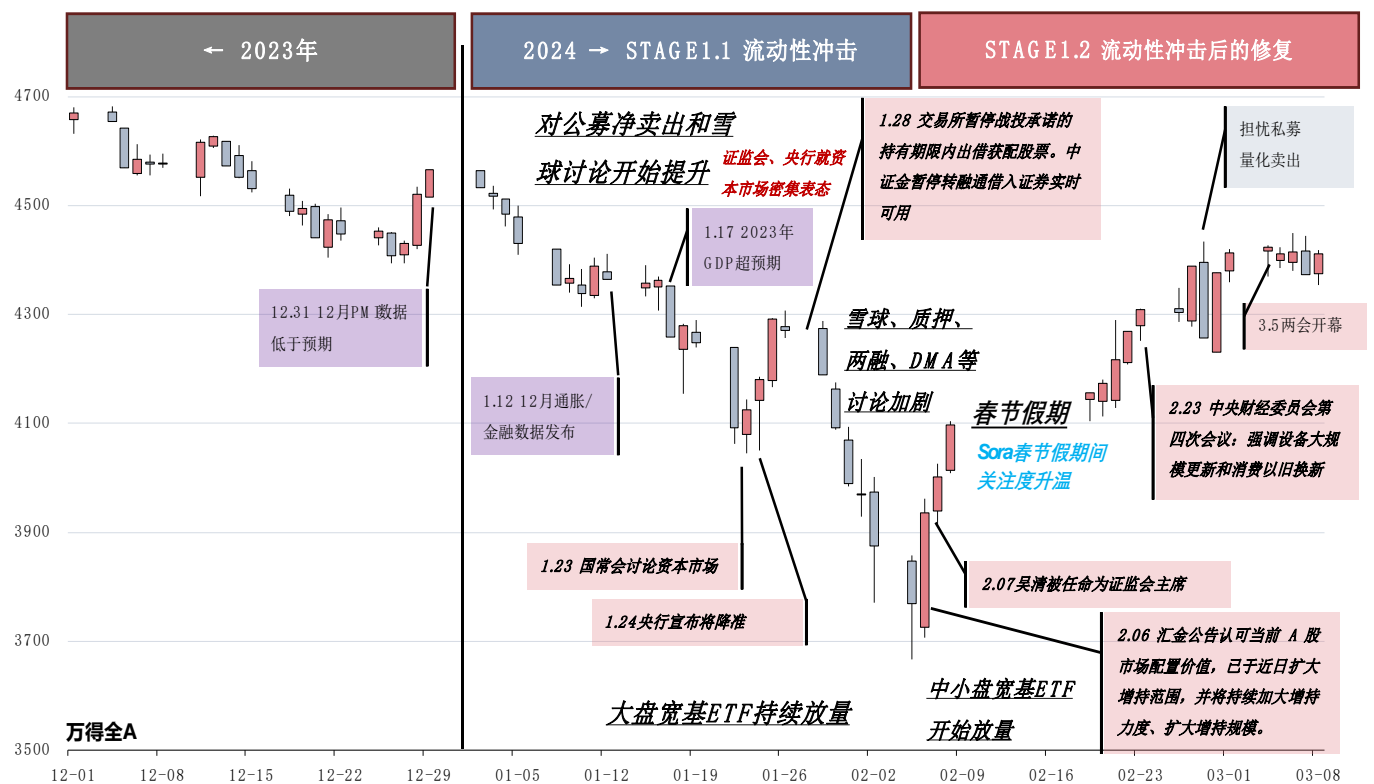 ← 2023年
2024 → STAGE1.1 流动性冲击
STAGE1.2 流动性冲击后的修复
4700
4500
4300
4100
3900
3700
3500
对公募净卖出和雪
球讨论开始提升
证监会、央行就资
本市场密集表态
1.28 交易所暂停战投承诺的
持有期限内出借获配股票。中
证金暂停转融通借入证券实时
可用
担忧私募
量化卖出
1.17 2023年
GDP超预期
12.31 12月PMI数据
低于预期
1.12 12月通胀/
金融数据发布
雪球、质押、
两融、DMA等
讨论加剧
春节假期
Sora春节假期间
关注度升温
3.5两会开幕
2.23 中央财经委员会第
四次会议：强调设备大规
模更新和消费以旧换新
1.23 国常会讨论资本市场
1.24央行宣布将降准
2.07吴清被任命为证监会主席
2.06 汇金公告认可当前 A 股
市场配置价值，已于近日扩大
增持范围，并将持续加大增持
力度、扩大增持规模。
大盘宽基ETF持续放量
中小盘宽基ETF
开始放量
万得全A
12-01 12-08 12-15 12-22 12-29 01-05 01-12 01-19 01-26 02-02 02-09 02-16 02-23 03-01 03-08